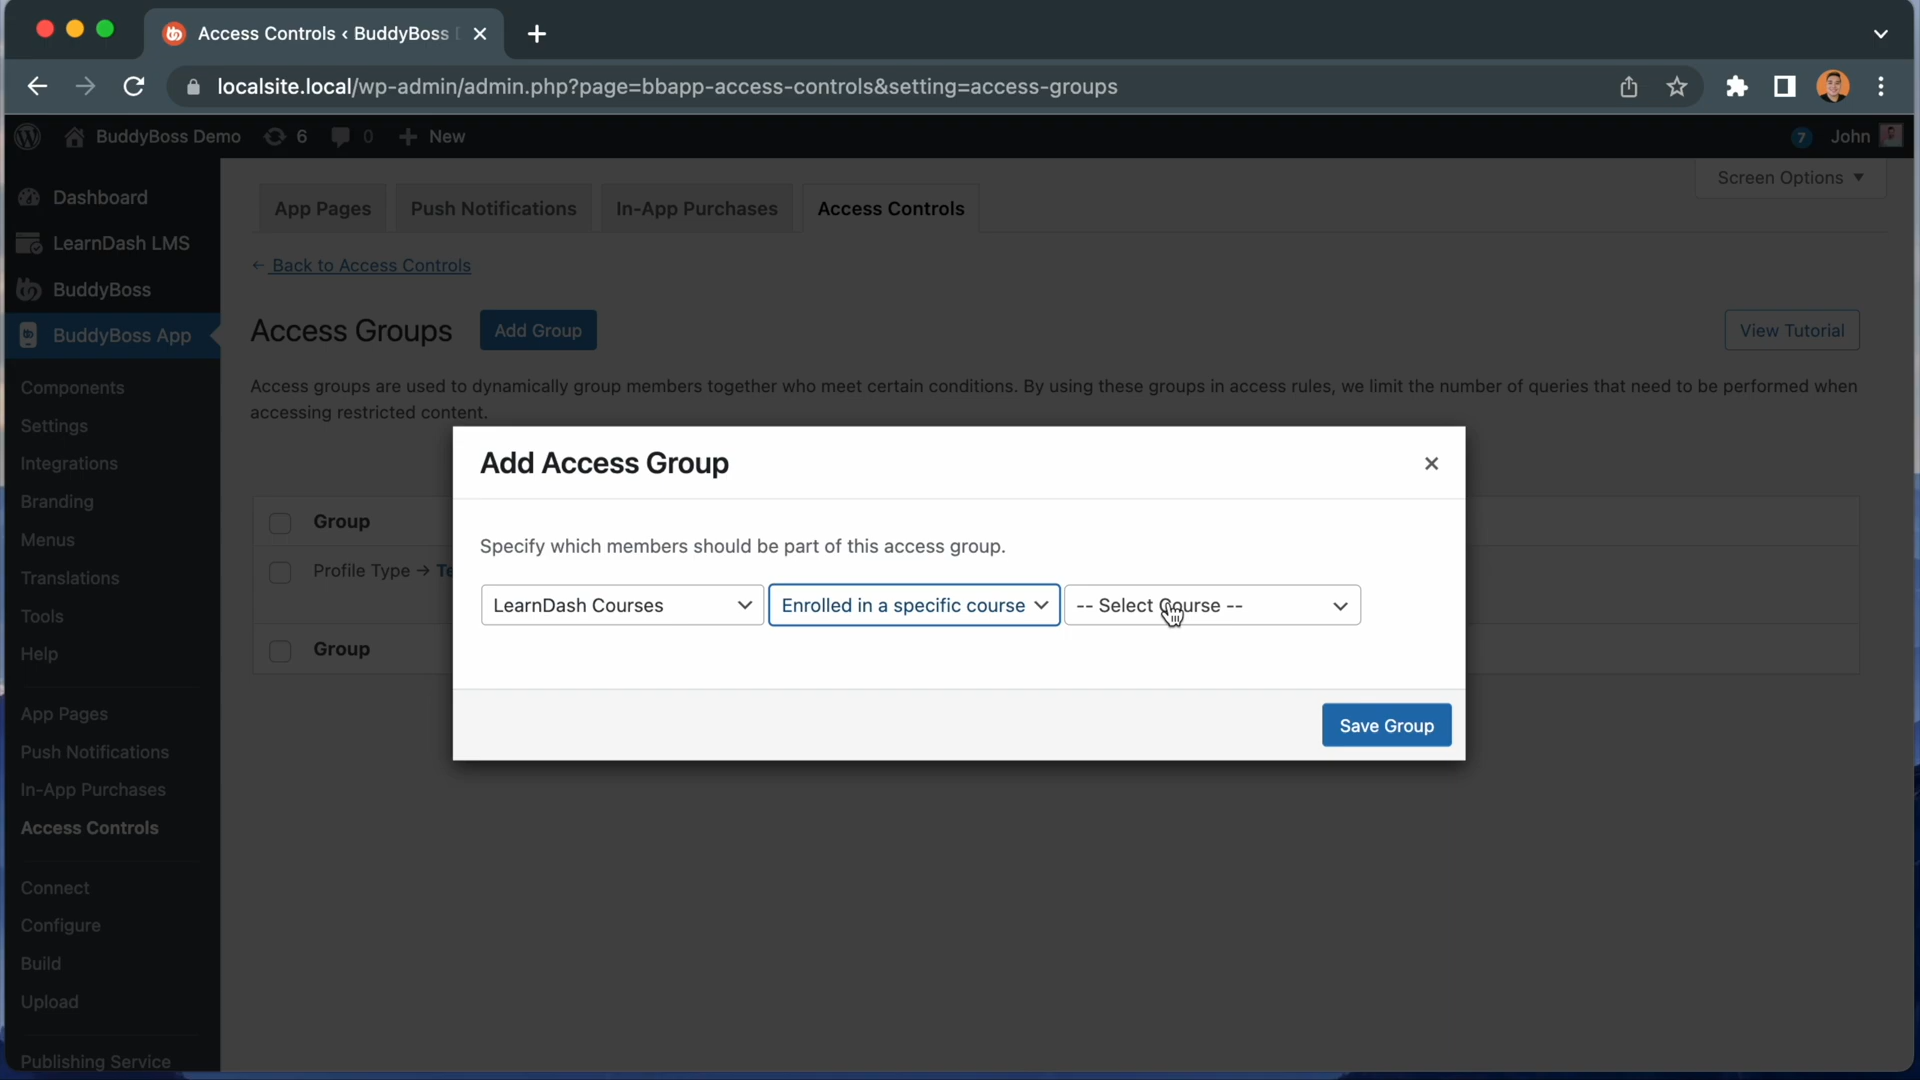 Access Controls ‹ BuddyBoss
localsite.local/wp-admin/admin.php?page=bbapp-access-controls&setting=access-groups
BuddyBoss Demo 6 0 New 7 John
Screen Options
Dashboard
LearnDash LMS
BuddyBoss
BuddyBoss App
Components
Settings
Integrations
Branding
Menus
Translations
Tools
Help
App Pages
Push Notifications
In-App Purchases
Access Controls
Connect
Configure
Build
Upload
Publishing Service
App Pages Push Notifications In-App Purchases Access Controls
← Back to Access Controls
Access Groups Add Group View Tutorial
Access groups are used to dynamically group members together who meet certain conditions. By using these groups in access rules, we limit the number of queries that need to be performed when
accessing restricted content.
Group
Profile Type →
Group
Add Access Group ×
Specify which members should be part of this access group.
LearnDash Courses Enrolled in a specific course -- Select Course --
Save Group